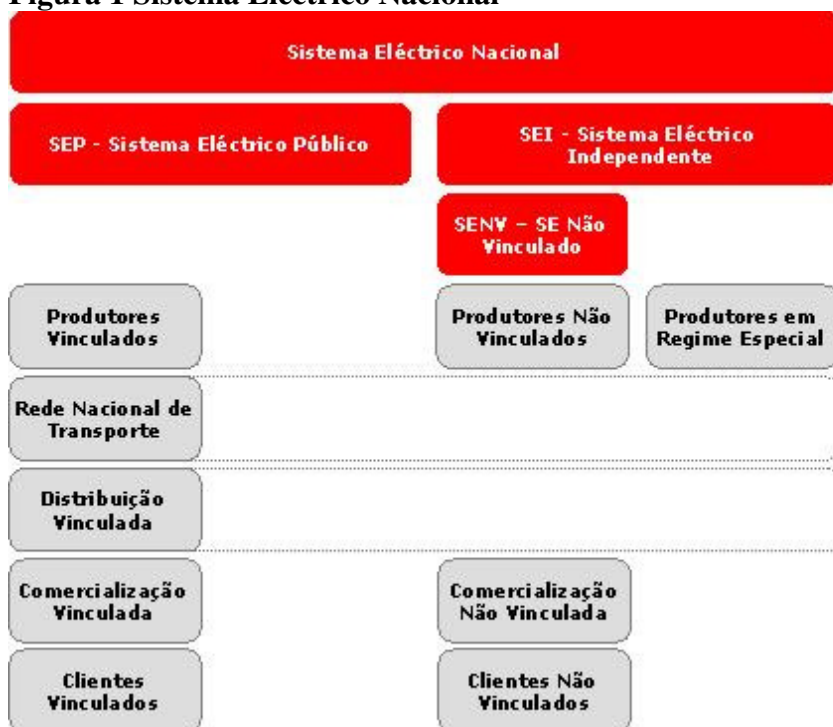 Figura 1 Sistema Eléctrico Nacional
Sistema Eléctrico Nacional
SEP - Sistema Eléctrico Público
SEI - Sistema Eléctrico
Independente
SENV – SE Não
Vinculado
Produtores
Vinculados
Produtores Não
Vinculados
Produtores em
Regime Especial
Rede Nacional de
Transporte
Distribuição
Vinculada
Comercialização
Vinculada
Comercialização
Não Vinculada
Clientes
Vinculados
Clientes Não
Vinculados